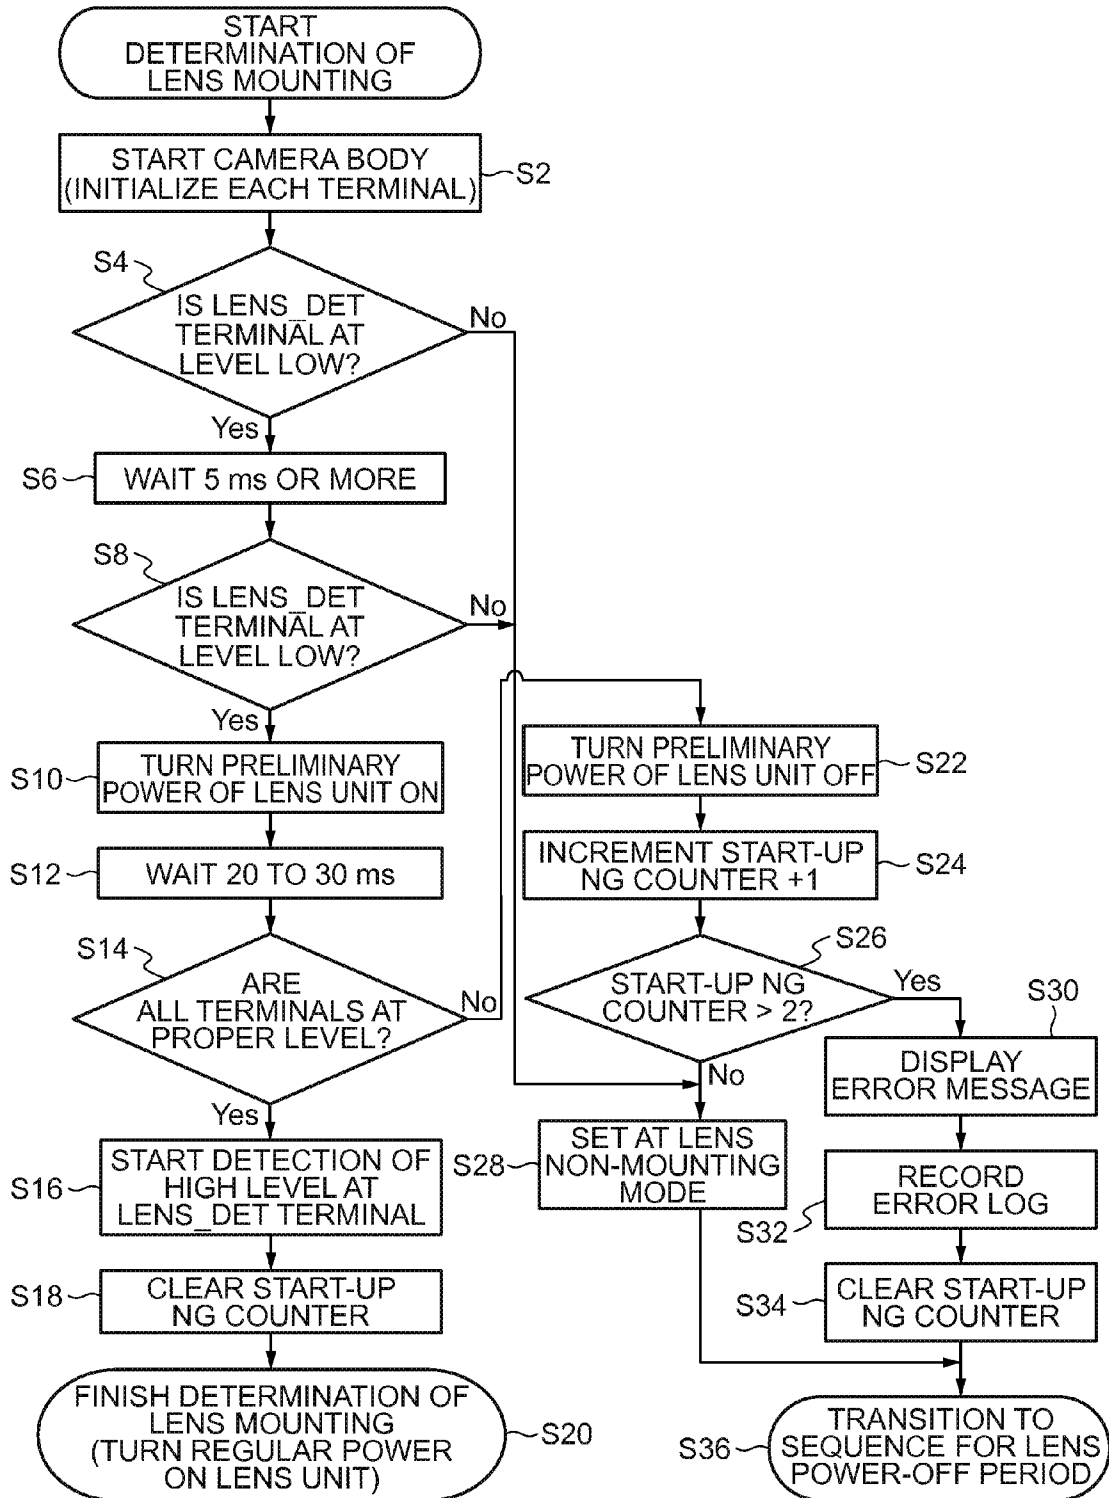 START
DETERMINATION OF
LENS MOUNTING
START CAMERA BODY
(INITIALIZE EACH TERMINAL)
S2
S4
IS LENS_DET
TERMINAL AT
LEVEL LOW?
No
Yes
S6
WAIT 5 ms OR MORE
S8
IS LENS_DET
TERMINAL AT
LEVEL LOW?
No
Yes
S10
TURN PRELIMINARY
POWER OF LENS UNIT ON
S12
WAIT 20 TO 30 ms
S14
ARE
ALL TERMINALS AT
PROPER LEVEL?
No
Yes
S16
START DETECTION OF
HIGH LEVEL AT
LENS_DET TERMINAL
S18
CLEAR START-UP
NG COUNTER
FINISH DETERMINATION OF
LENS MOUNTING
(TURN REGULAR POWER
ON LENS UNIT)
S20
TURN PRELIMINARY
POWER OF LENS UNIT OFF
S22
INCREMENT START-UP
NG COUNTER +1
S24
S26
START-UP NG
COUNTER > 2?
Yes
No
S28
SET AT LENS
NON-MOUNTING
MODE
S30
DISPLAY
ERROR MESSAGE
RECORD
ERROR LOG
S32
S34
CLEAR START-UP
NG COUNTER
S36
TRANSITION TO
SEQUENCE FOR LENS
POWER-OFF PERIOD